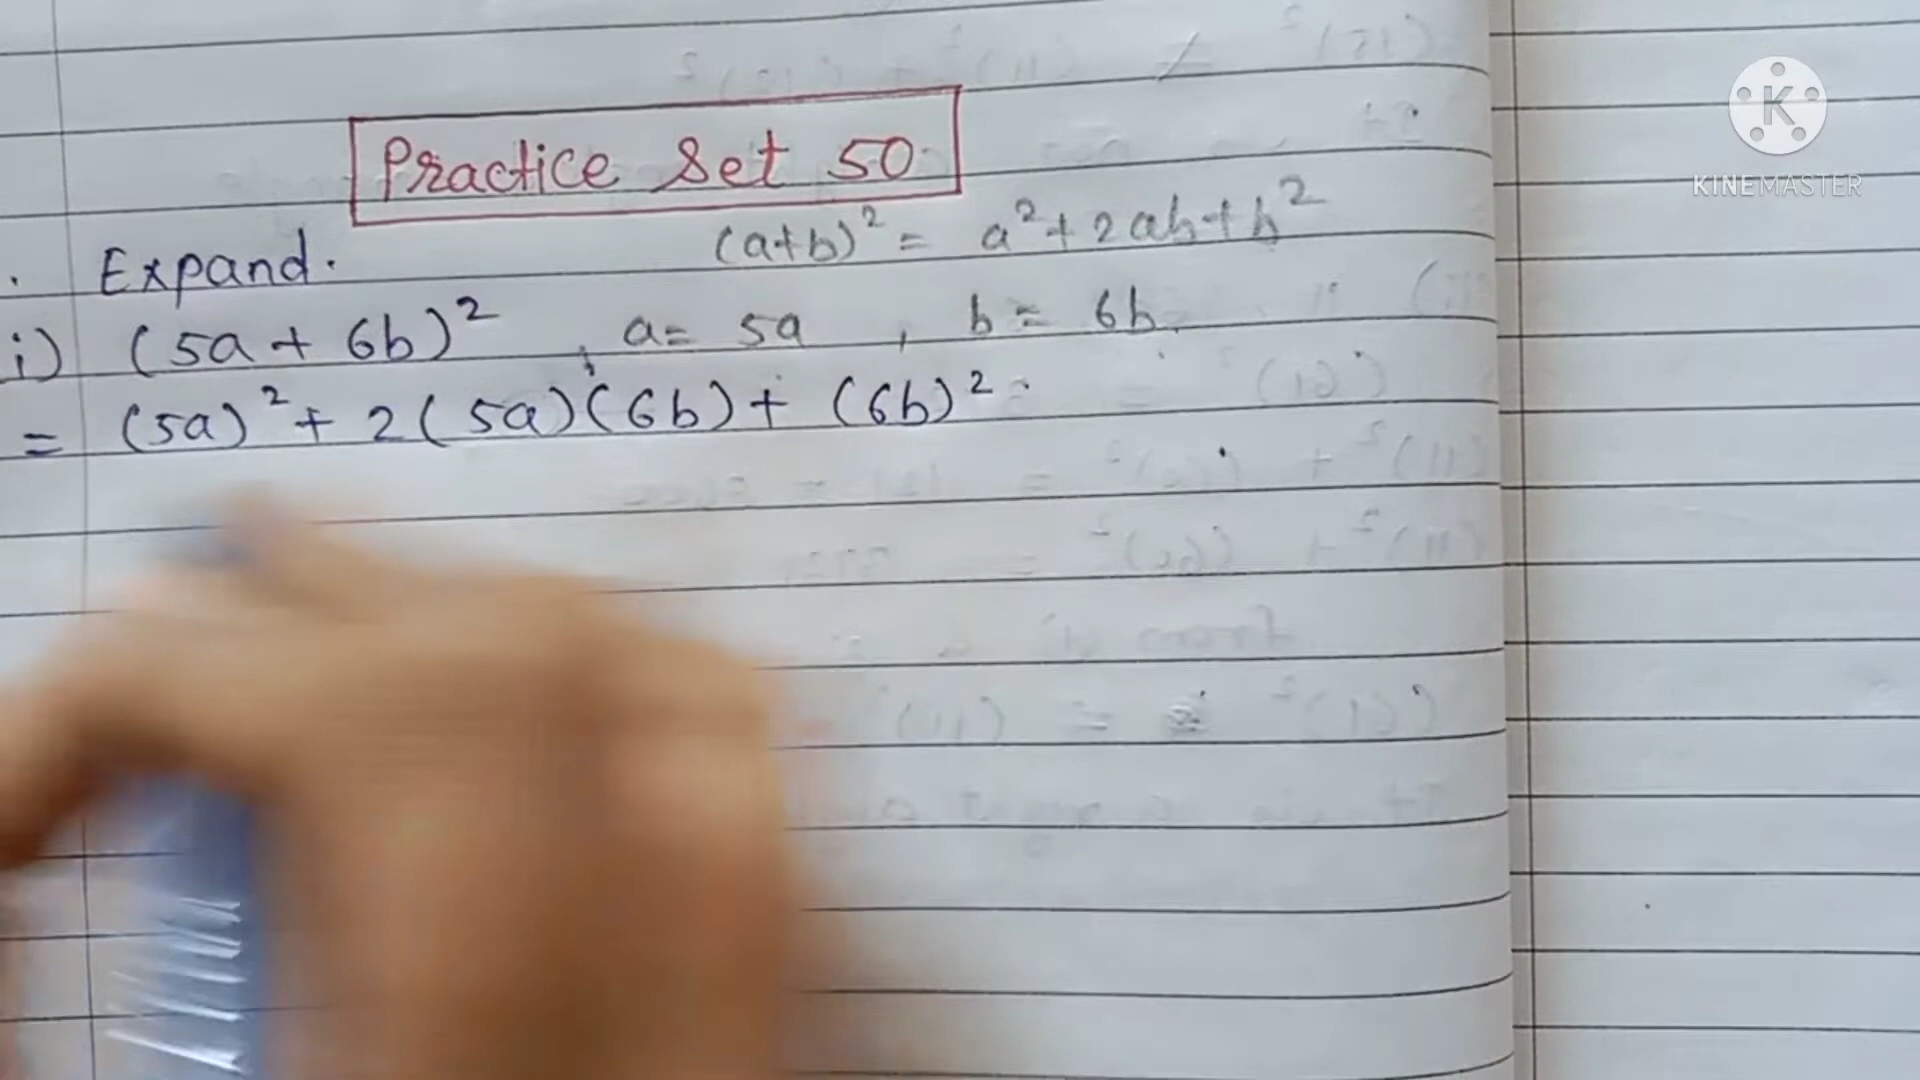 KINEMASTER
Practice Set 50
(a+b)² = a²+2ab+b²
. Expand.
i) (5a+6b)² , a= 5a , b= 6b.
= (5a)²+2(5a)(6b)+(6b)².